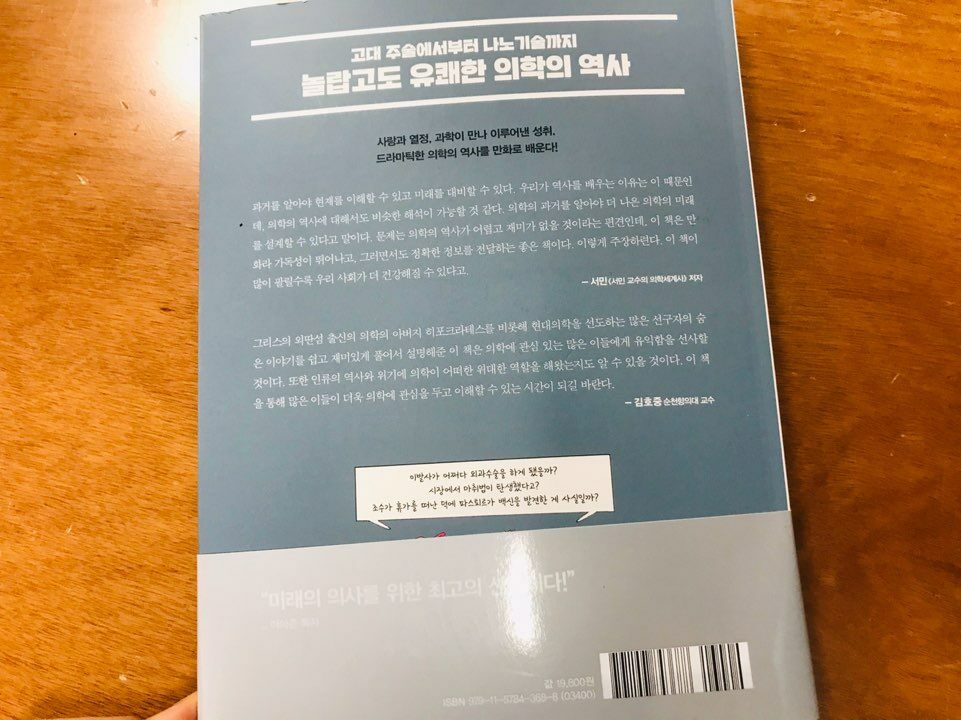 고대 주술에서부터 나노기술까지
놀랍고도 유쾌한 의학의 역사
사랑과 열정, 과학이 만나 이루어낸 성취.
드라마틱한 의학의 역사를 만화로 배운다!
과거를 알아야 현재를 이해할 수 있고 미래를 대비할 수 있다. 우리가 역사를 배우는 이유는 이 때문인
데, 의학의 역사에 대해서도 비슷한 해석이 가능할 것 같다. 의학의 과거를 알아야 더 나은 의학의 미래
를 설계할 수 있다고 말이다. 문제는 의학의 역사가 어렵고 재미가 없을 것이라는 편견인데, 이 책은 만
화라 가독성이 뛰어나고, 그러면서도 정확한 정보를 전달하는 좋은 책이다. 이렇게 주장하련다. 이 책이
많이 팔릴수록 우리 사회가 더 건강해질 수 있다고.
– 서민 (서민 교수의 의학세계사) 저자
그리스의 외딴섬 출신의 의학의 아버지 히포크라테스를 비롯해 현대의학을 선도하는 많은 선구자의 숨
은 이야기를 쉽고 재미있게 풀어서 설명해준 이 책은 의학에 관심 있는 많은 이들에게 유익함을 선사할
것이다. 또한 인류의 역사와 위기에 의학이 어떠한 위대한 역할을 해왔는지도 알 수 있을 것이다. 이 책
을 통해 많은 이들이 더욱 의학에 관심을 두고 이해할 수 있는 시간이 되길 바란다.
– 김호중 순천향의대 교수
이발사가 어쩌다 외과수술을 하게 됐을까?
시장에서 마취법이 탄생했다고?
조수가 휴가를 떠난 덕에 파스퇴르가 백신을 발견한 게 사실일까?
"미래의 의사를 위한 최고의
값 19,800원
ISBN 979-11-5784-368-8 (03400)